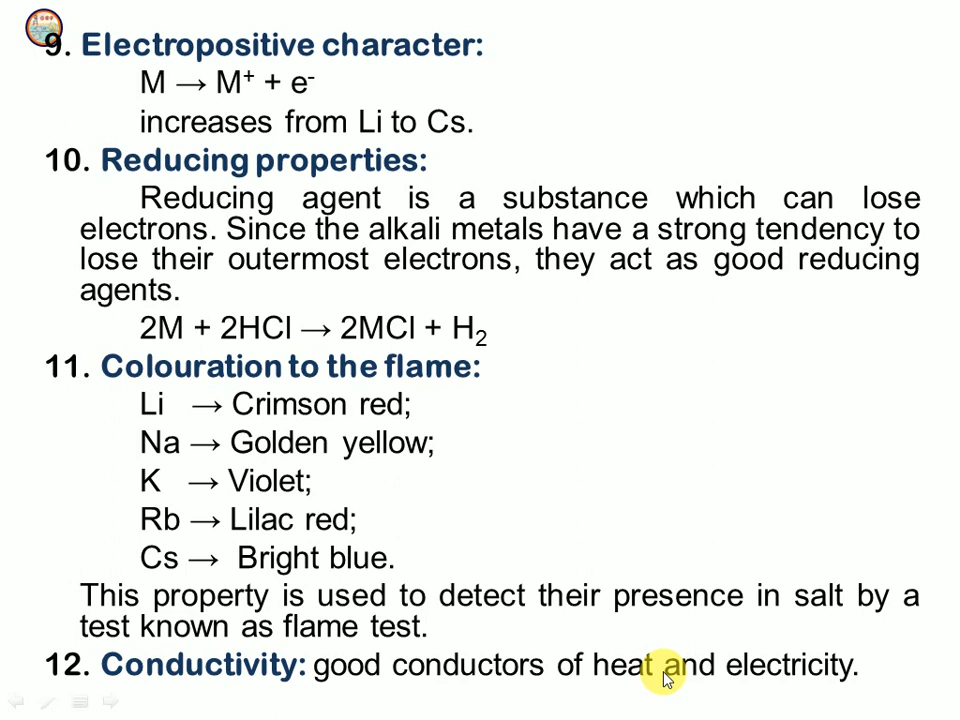 9. Electropositive character:
M → M⁺ + e⁻
increases from Li to Cs.
10. Reducing properties:
Reducing agent is a substance which can lose
electrons. Since the alkali metals have a strong tendency to
lose their outermost electrons, they act as good reducing
agents.
2M + 2HCl → 2MCl + H₂
11. Colouration to the flame:
Li → Crimson red;
Na → Golden yellow;
K → Violet;
Rb → Lilac red;
Cs → Bright blue.
This property is used to detect their presence in salt by a
test known as flame test.
12. Conductivity: good conductors of heat and electricity.